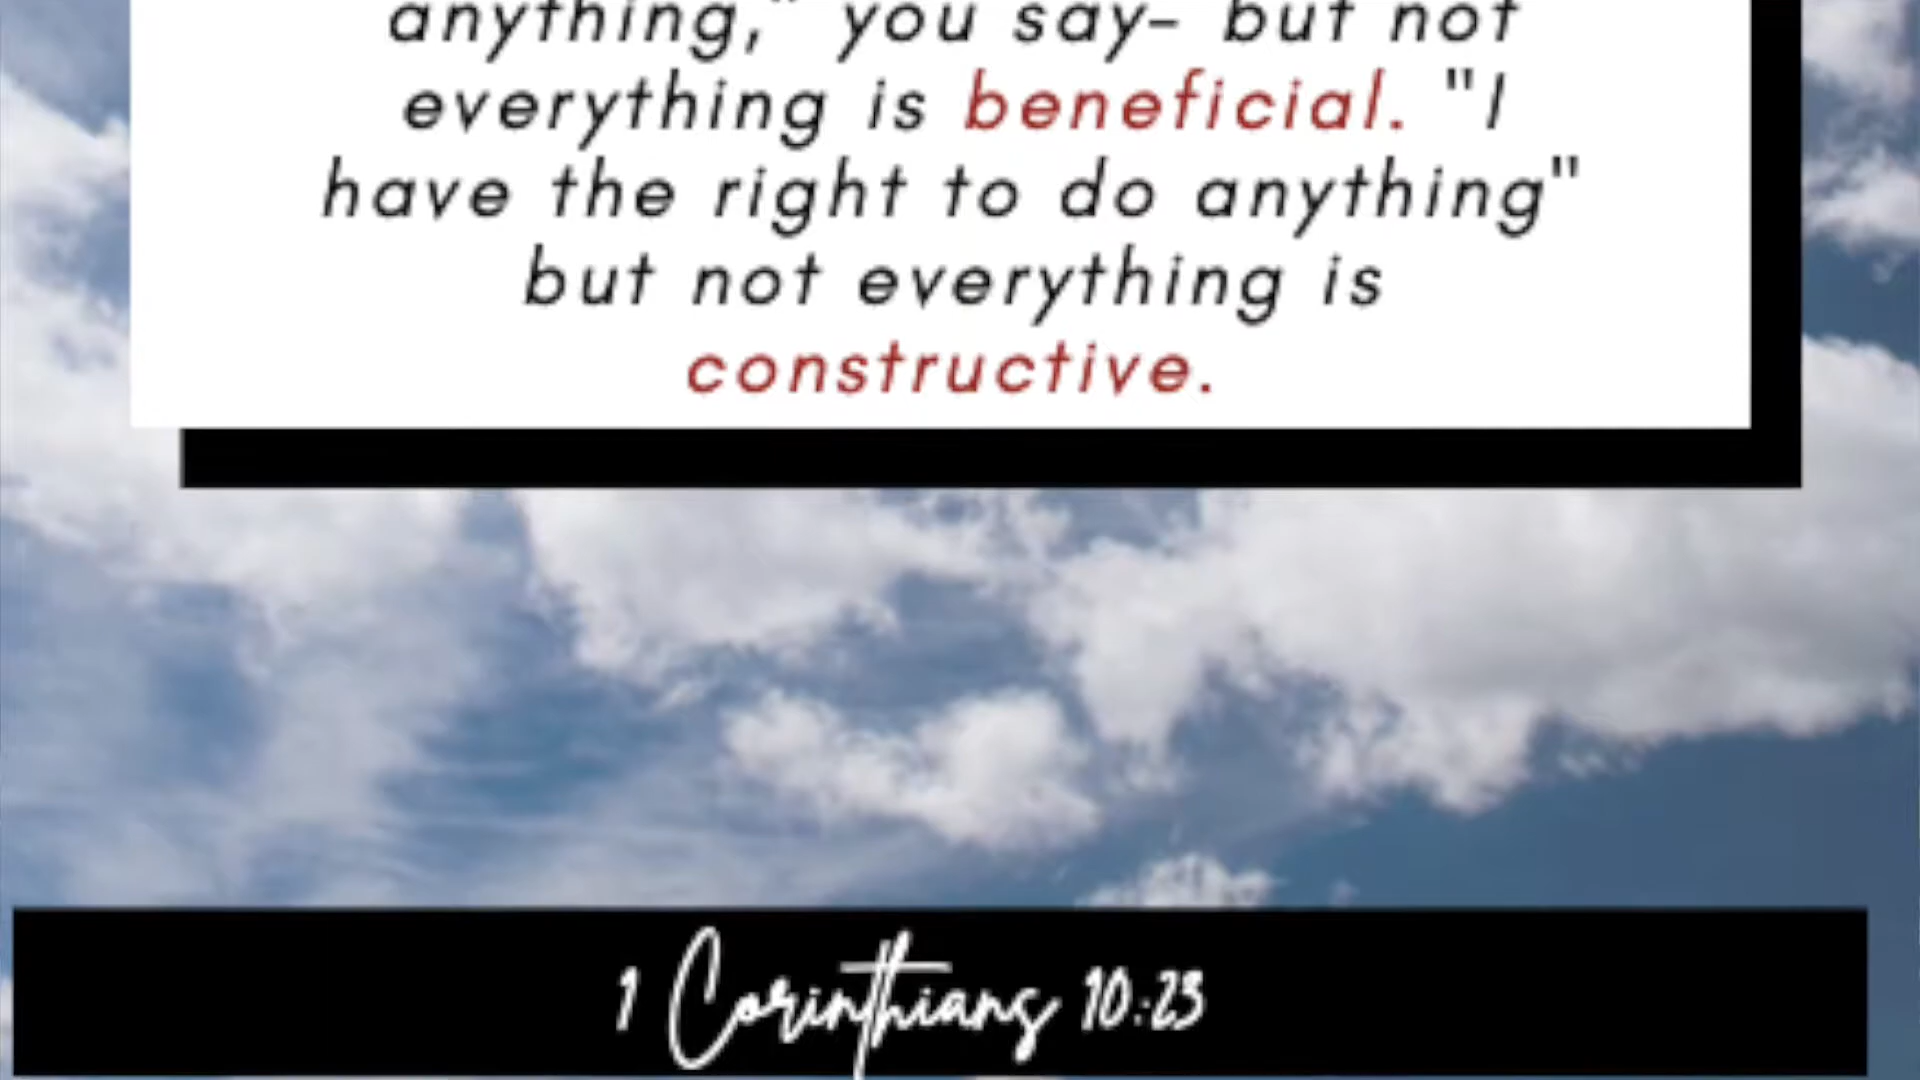 anything," you say– but not
everything is beneficial. "I
have the right to do anything"
but not everything is
constructive.
1 Corinthians 10:23